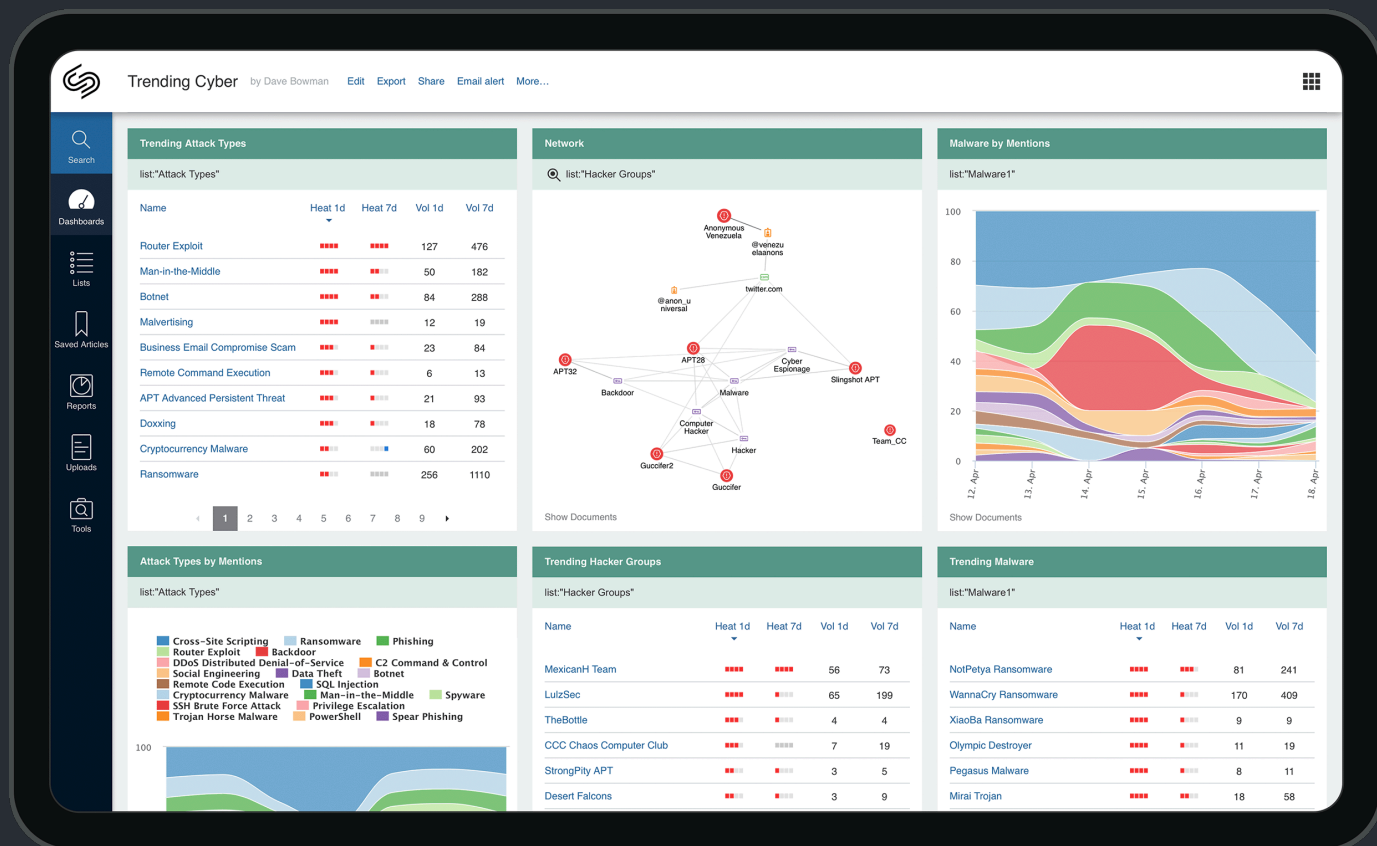 Trending Cyber by Dave Bowman Edit Export Share Email alert More...
Search
Dashboards
Lists
Saved Articles
Reports
Uploads
Tools
Trending Attack Types
list:"Attack Types"
Name Heat 1d Heat 7d Vol 1d Vol 7d
Router Exploit 127 476
Man-in-the-Middle 50 182
Botnet 84 288
Malvertising 12 19
Business Email Compromise Scam 23 84
Remote Command Execution 6 13
APT Advanced Persistent Threat 21 93
Doxxing 18 78
Cryptocurrency Malware 60 202
Ransomware 256 1110
1 2 3 4 5 6 7 8 9
Network
list:"Hacker Groups"
Anonymous
Venezuela
@venezu
elaanons
twitter.com
@anon_u
niversal
APT28
APT32
Cyber
Espionage
Slingshot APT
Backdoor
Malware
Computer
Hacker
Team_CC
Hacker
Guccifer2
Guccifer
Show Documents
Malware by Mentions
list:"Malware1"
100
80
60
40
20
0
12. Apr
13. Apr
14. Apr
15. Apr
16. Apr
17. Apr
18. Apr
Show Documents
Attack Types by Mentions
list:"Attack Types"
Cross-Site Scripting Ransomware Phishing
Router Exploit Backdoor
DDoS Distributed Denial-of-Service C2 Command & Control
Social Engineering Data Theft Botnet
Remote Code Execution SQL Injection
Cryptocurrency Malware Man-in-the-Middle Spyware
SSH Brute Force Attack Privilege Escalation
Trojan Horse Malware PowerShell Spear Phishing
100
Trending Hacker Groups
list:"Hacker Groups"
Name Heat 1d Heat 7d Vol 1d Vol 7d
MexicanH Team 56 73
LulzSec 65 199
TheBottle 4 4
CCC Chaos Computer Club 7 19
StrongPity APT 3 5
Desert Falcons 3 9
Trending Malware
list:"Malware1"
Name Heat 1d Heat 7d Vol 1d Vol 7d
NotPetya Ransomware 81 241
WannaCry Ransomware 170 409
XiaoBa Ransomware 9 9
Olympic Destroyer 11 19
Pegasus Malware 8 11
Mirai Trojan 18 58